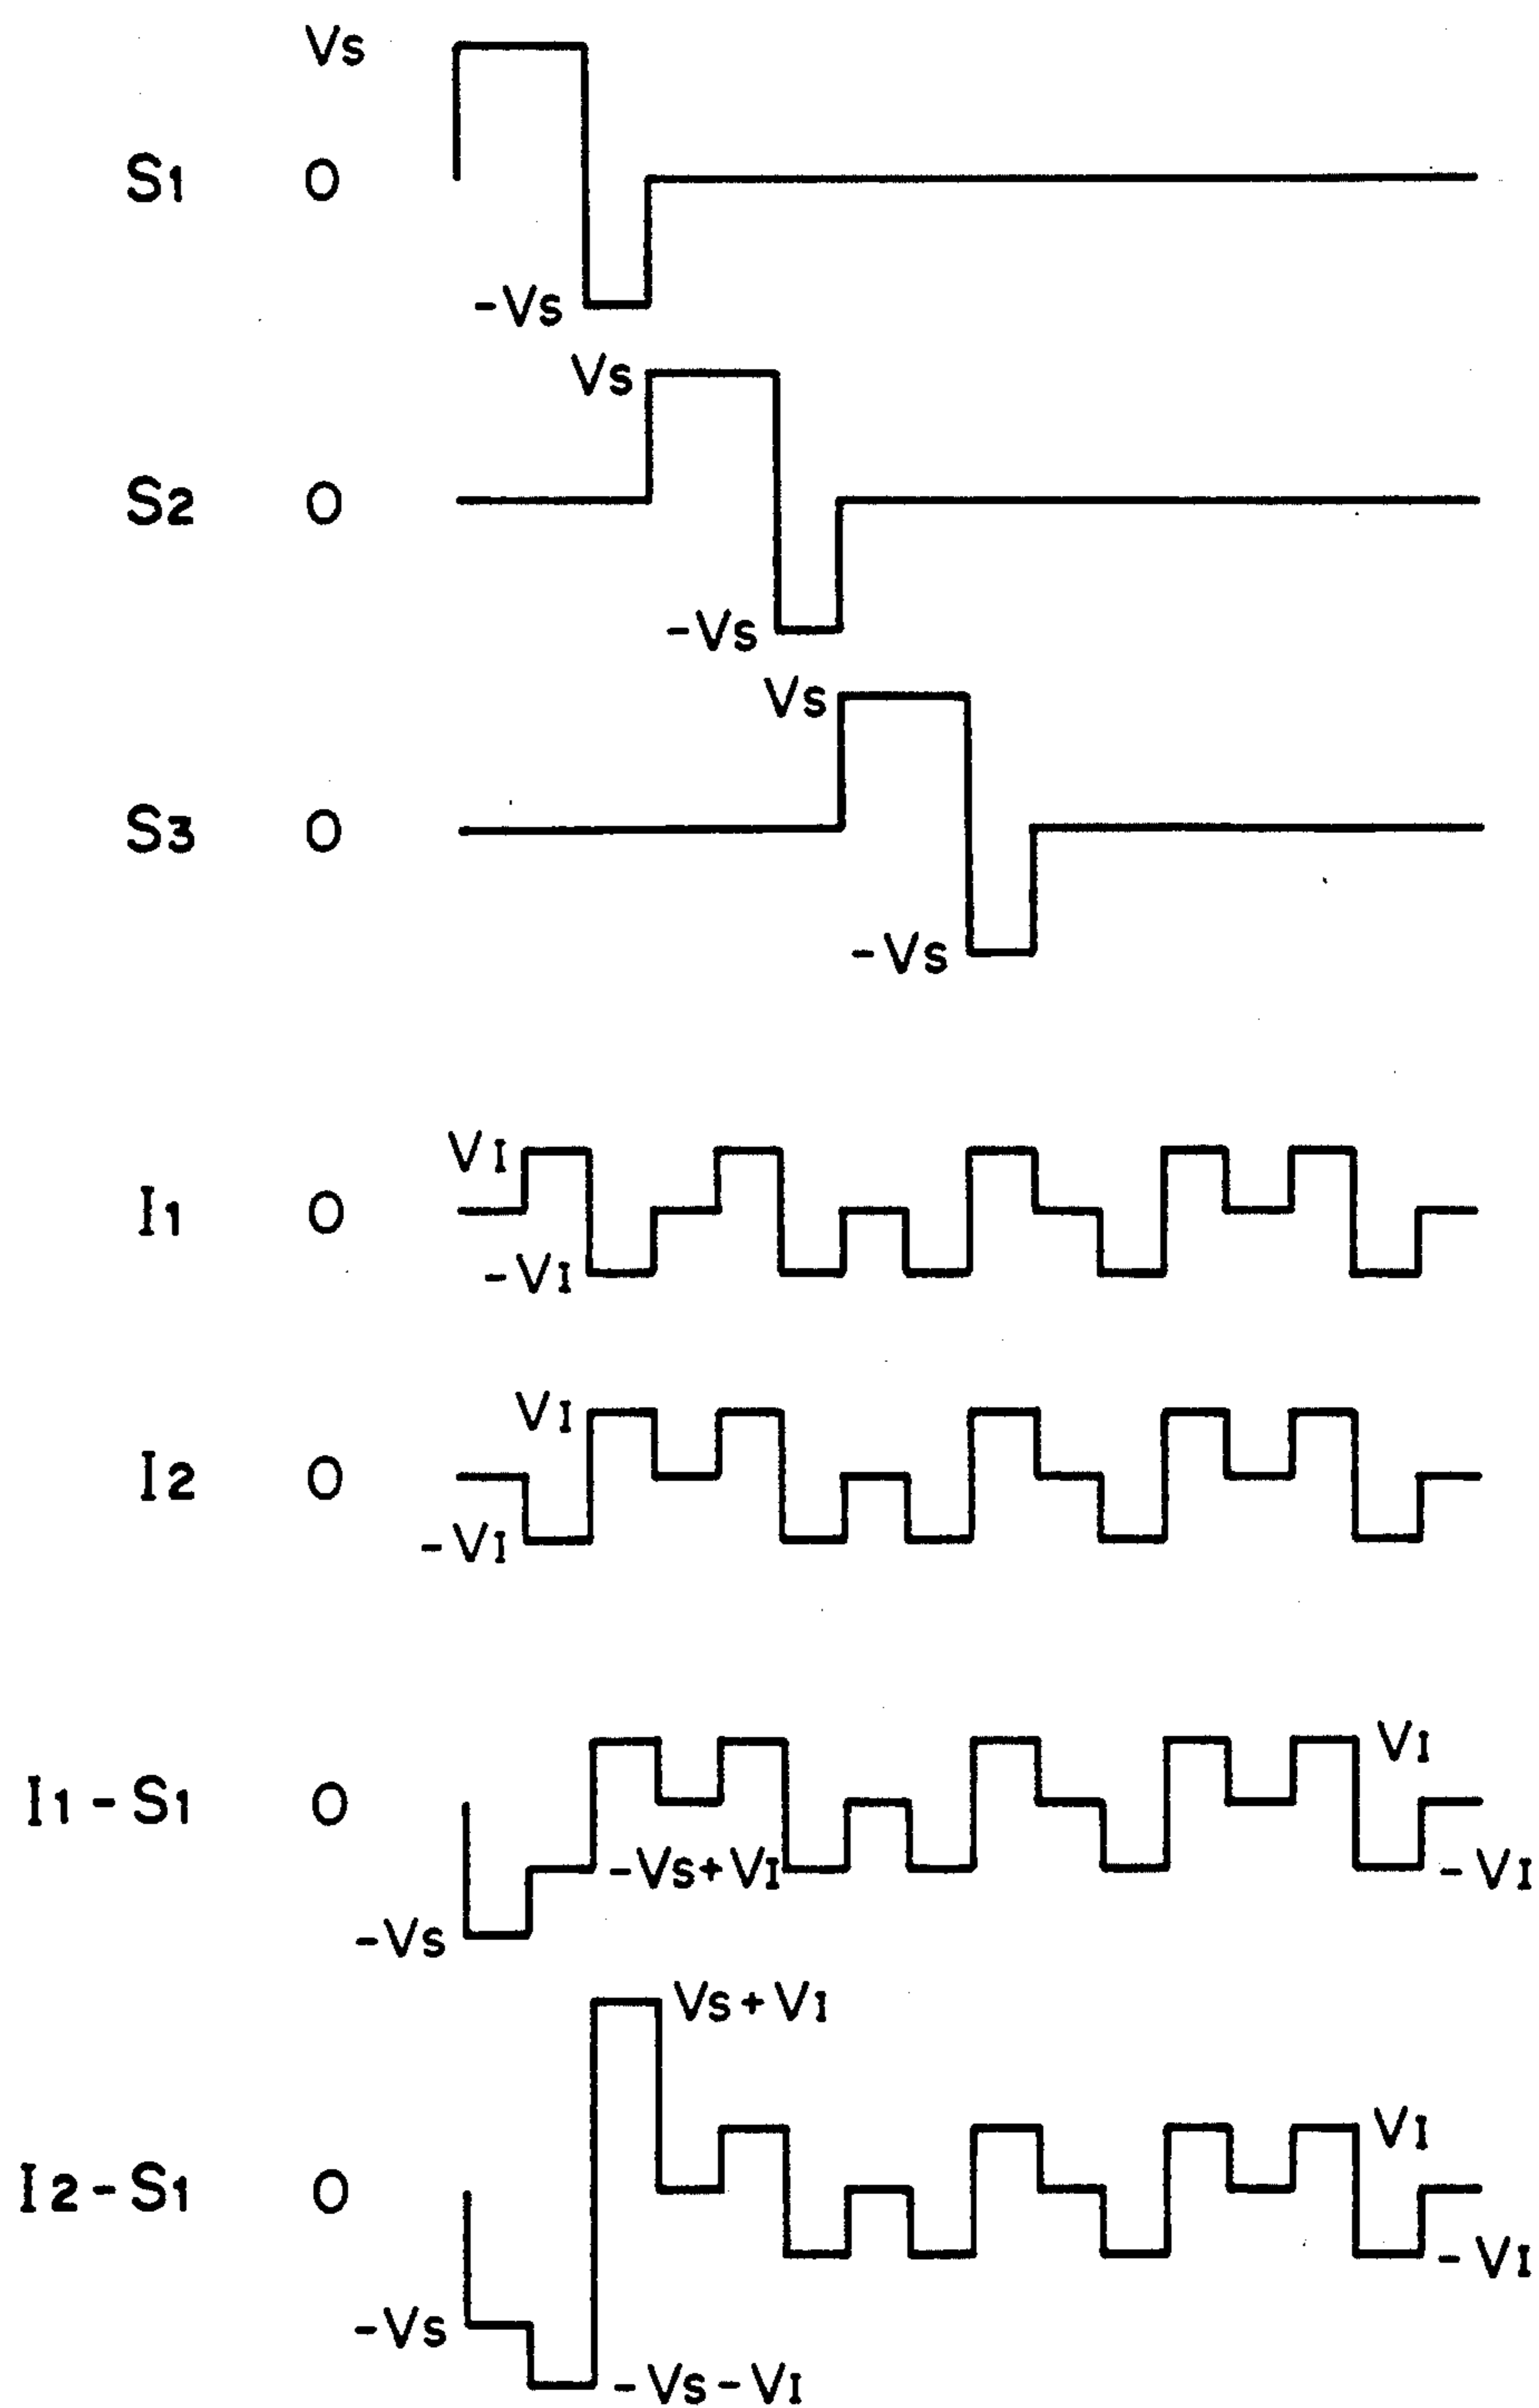 Vs
S1 0
-Vs
Vs
S2 0
-Vs
Vs
S3 0
-Vs
VI
I1 0
-VI
VI
I2 0
-VI
VI
I1-S1 0
-Vs+VI
-VI
-Vs
Vs+VI
VI
I2-S1 0
-VI
-Vs
-Vs-VI